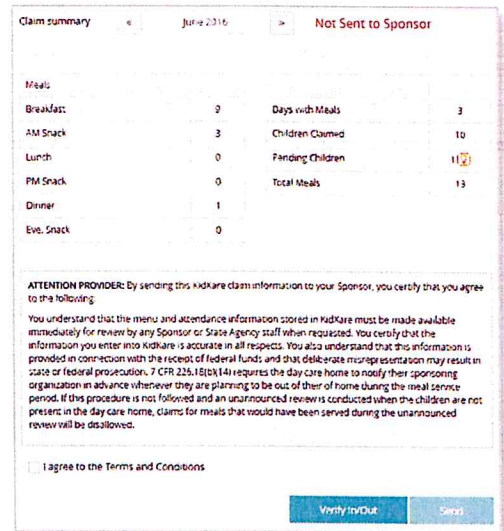 Claim summary « June 2016 » Not Sent to Sponsor
Meals
Breakfast 9 Days with Meals 3
AM Snack 3 Children Claimed 10
Lunch 0 Pending Children
PM Snack 0 Total Meals 13
Dinner 1
Eve. Snack 0
ATTENTION PROVIDER: By sending this KidKare claim information to your Sponsor, you certify that you agree
to the following:
You understand that the menu and attendance information stored in KidKare must be made available
immediately for review by any Sponsor or State Agency staff when requested. You certify that the
information you enter into KidKare is accurate in all respects. You also understand that this information is
provided in connection with the receipt of federal funds and that deliberate misrepresentation may result in
state or federal prosecution. 7 CFR 226.18(b)(14) requires the day care home to notify their sponsoring
organization in advance whenever they are planning to be out of their of home during the meal service
period. If this procedure is not followed and an unannounced review is conducted when the children are not
present in the day care home, claims for meals that would have been served during the unannounced
review will be disallowed.
I agree to the Terms and Conditions
Verify In/Out Send